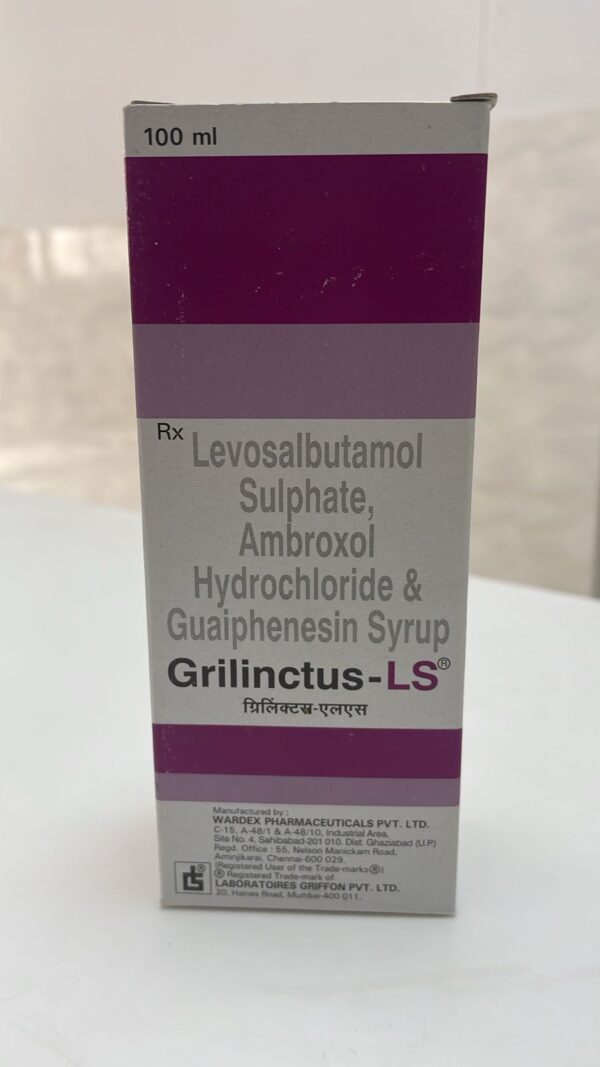 100 ml
Rx
Levosalbutamol
Sulphate,
Ambroxol
Hydrochloride &
Guaiphenesin Syrup
Grilinctus-LS®
ग्रिलिंक्टस-एलएस
Manufactured by :
WARDEX PHARMACEUTICALS PVT. LTD.
C-15, A-48/1 & A-48/10, Industrial Area,
Site No. 4, Sahibabad-201 010. Dist. Ghaziabad (U.P.)
Regd. Office : 55, Nelson Manickam Road,
Aminjikarai, Chennai-600 029.
(Registered User of the Trade-marks®)
® Registered Trade-mark of
LABORATOIRES GRIFFON PVT. LTD.
20, Haines Road, Mumbai-400 011.